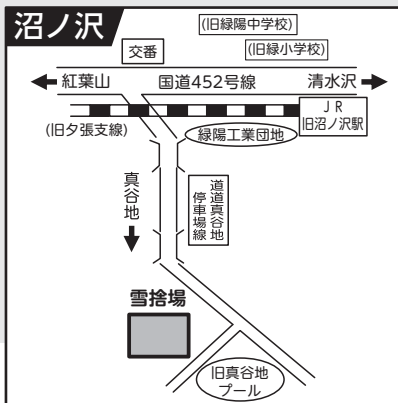 沼ノ沢
(旧緑陽中学校)
交番
(旧緑小学校)
紅葉山
国道452号線
清水沢
JR
旧沼ノ沢駅
(旧夕張支線)
緑陽工業団地
真谷地
道道真谷地
停車場線
雪捨場
旧真谷地
プール